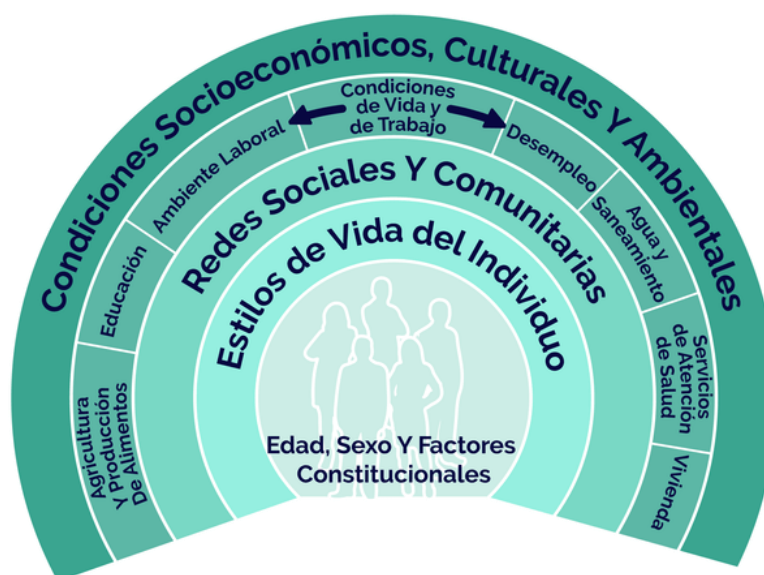 Condiciones Socioeconómicos, Culturales Y Ambientales
Condiciones
de Vida y
de Trabajo
Agricultura
Y Producción
De Alimentos
Educación
Ambiente Laboral
Desempleo
Agua y
Saneamiento
Servicios
de Atención
de Salud
Vivienda
Redes Sociales Y Comunitarias
Estilos de Vida del Individuo
Edad, Sexo Y Factores
Constitucionales